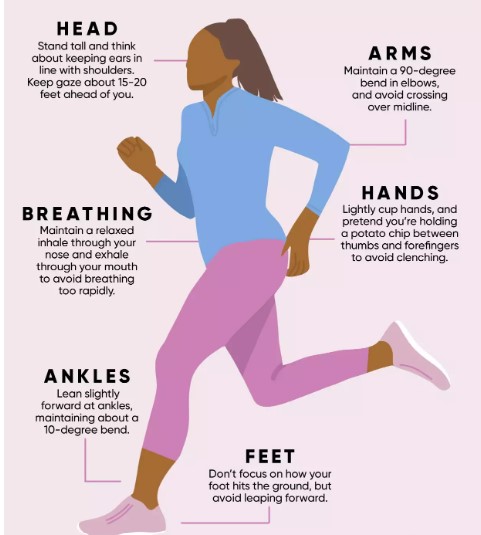 HEAD
Stand tall and think
about keeping ears in
line with shoulders.
Keep gaze about 15-20
feet ahead of you.
ARMS
Maintain a 90-degree
bend in elbows,
and avoid crossing
over midline.
HANDS
Lightly cup hands, and
pretend you're holding
a potato chip between
thumbs and forefingers
to avoid clenching.
BREATHING
Maintain a relaxed
inhale through your
nose and exhale
through your mouth
to avoid breathing
too rapidly.
ANKLES
Lean slightly
forward at ankles,
maintaining about a
10-degree bend.
FEET
Don't focus on how your
foot hits the ground, but
avoid leaping forward.